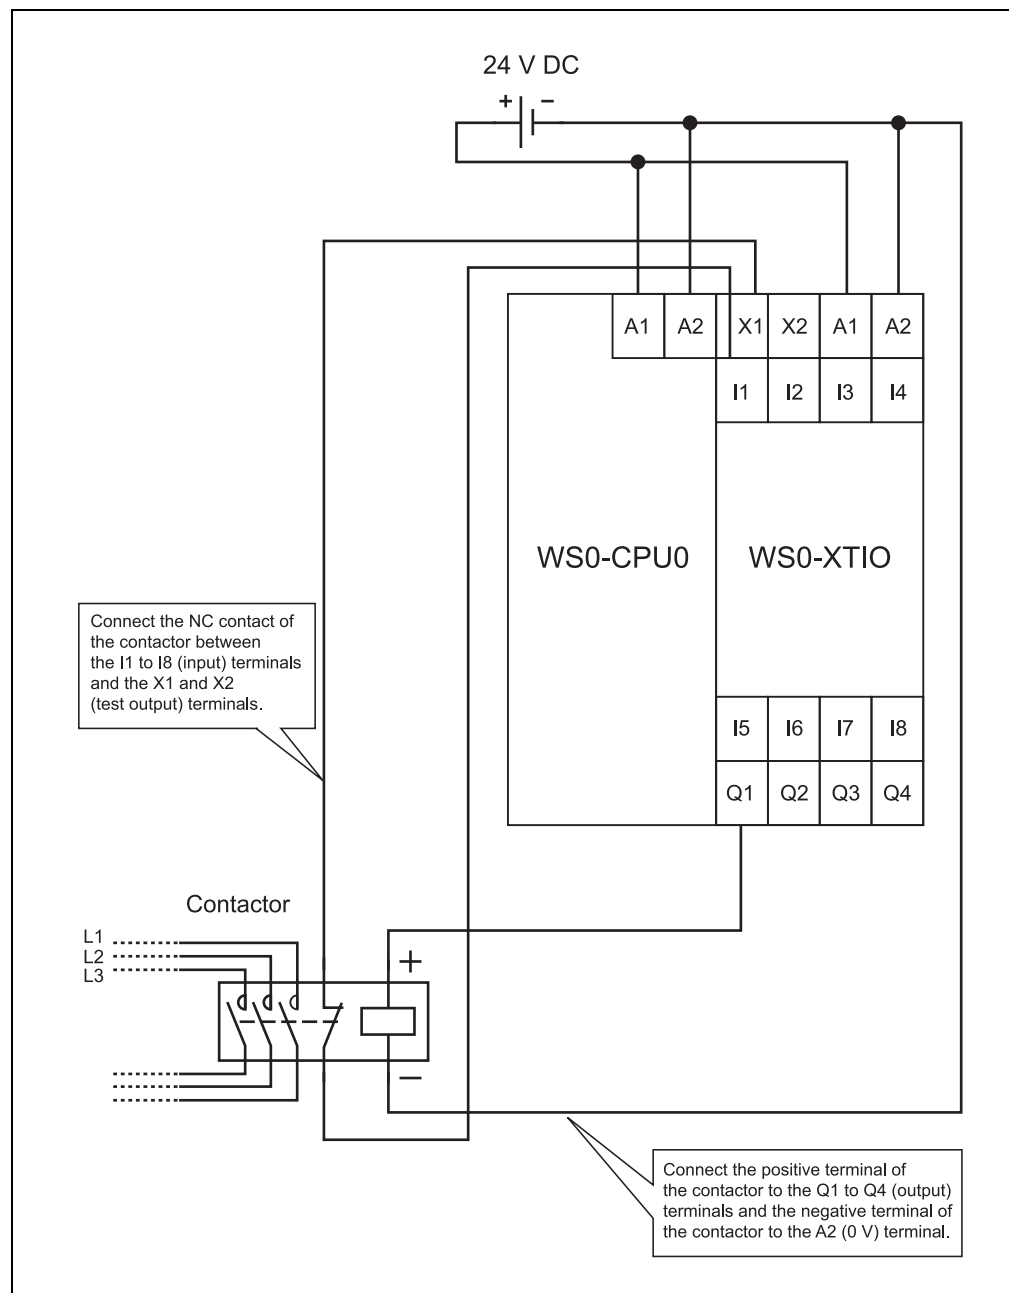 24 V DC
+ −
A1 A2 X1 X2 A1 A2
I1 I2 I3 I4
WS0-CPU0 WS0-XTIO
Connect the NC contact of
the contactor between
the I1 to I8 (input) terminals
and the X1 and X2
(test output) terminals.
I5 I6 I7 I8
Q1 Q2 Q3 Q4
Contactor
L1
L2
L3
+
−
Connect the positive terminal of
the contactor to the Q1 to Q4 (output)
terminals and the negative terminal of
the contactor to the A2 (0 V) terminal.